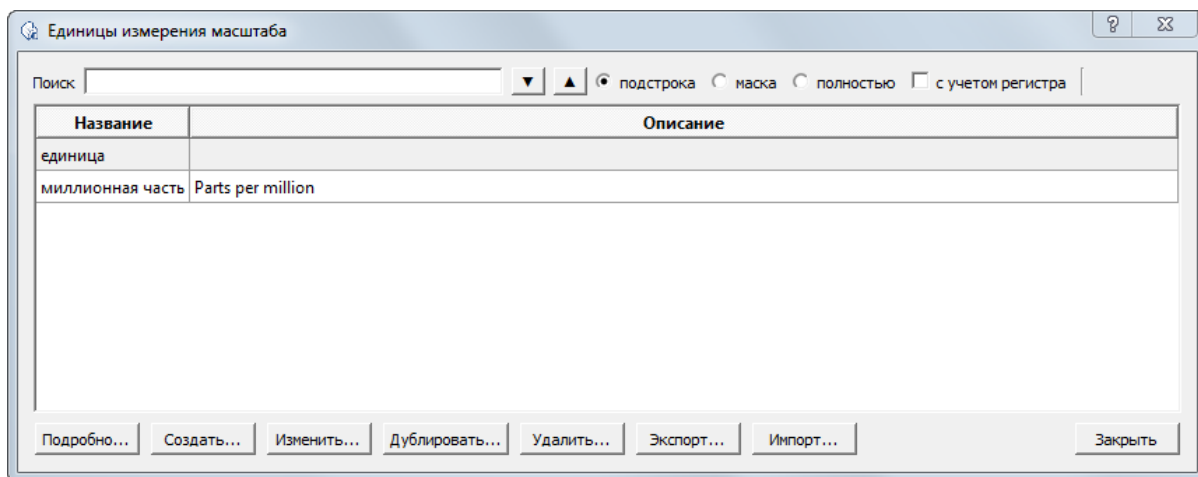 Единицы измерения масштаба
Поиск ▼ ▲ подстрока маска полностью с учетом регистра
Название Описание
единица
миллионная часть Parts per million
Подробно... Создать... Изменить... Дублировать... Удалить... Экспорт... Импорт... Закрыть